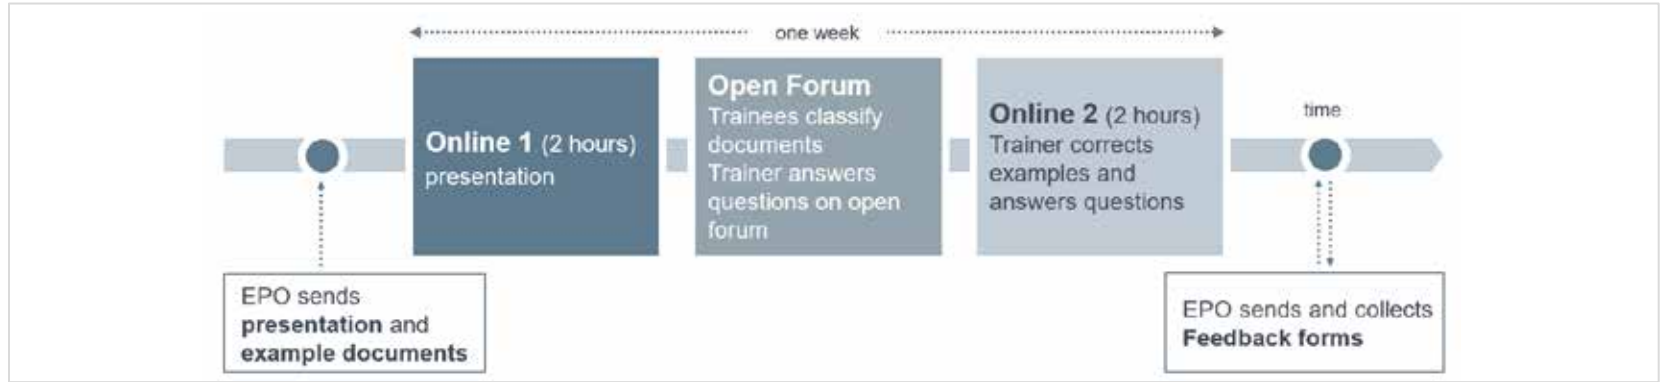 one week
Online 1 (2 hours)
presentation
Open Forum
Trainees classify
documents
Trainer answers
questions on open
forum
Online 2 (2 hours)
Trainer corrects
examples and
answers questions
time
EPO sends
presentation and
example documents
EPO sends and collects
Feedback forms